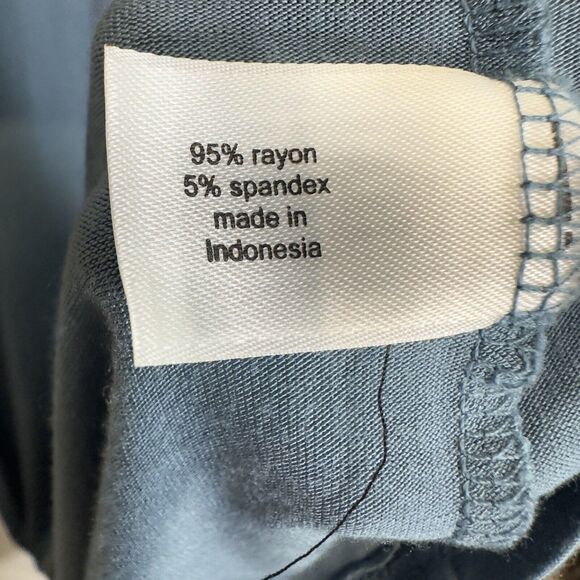 95% rayon
5% spandex
made in
Indonesia